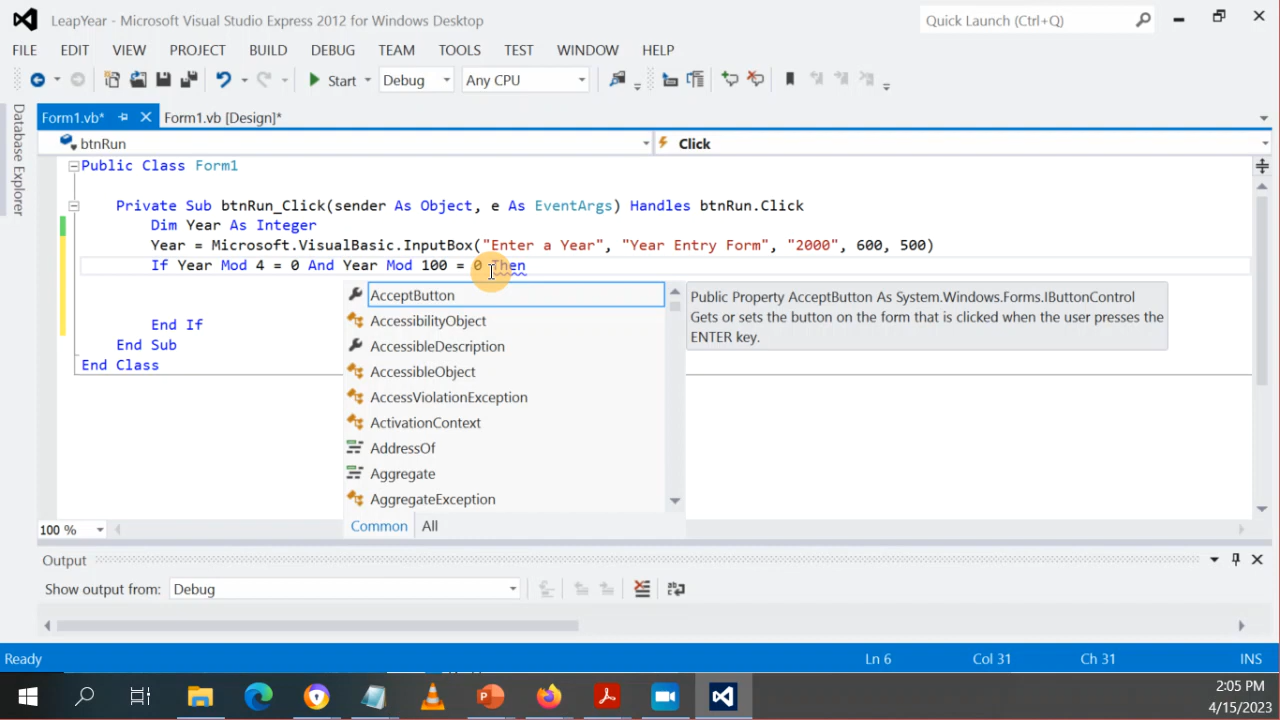 LeapYear - Microsoft Visual Studio Express 2012 for Windows Desktop
Quick Launch (Ctrl+Q)
FILE EDIT VIEW PROJECT BUILD DEBUG TEAM TOOLS TEST WINDOW HELP
Start Debug Any CPU
Database Explorer
Form1.vb* Form1.vb [Design]*
btnRun Click
Public Class Form1
Private Sub btnRun_Click(sender As Object, e As EventArgs) Handles btnRun.Click
Dim Year As Integer
Year = Microsoft.VisualBasic.InputBox("Enter a Year", "Year Entry Form", "2000", 600, 500)
If Year Mod 4 = 0 And Year Mod 100 = 0 Then
End If
End Sub
End Class
AcceptButton
AccessibilityObject
AccessibleDescription
AccessibleObject
AccessViolationException
ActivationContext
AddressOf
Aggregate
AggregateException
Common All
Public Property AcceptButton As System.Windows.Forms.IButtonControl
Gets or sets the button on the form that is clicked when the user presses the
ENTER key.
100 %
Output
Show output from: Debug
Ready Ln 6 Col 31 Ch 31 INS
2:05 PM
4/15/2023